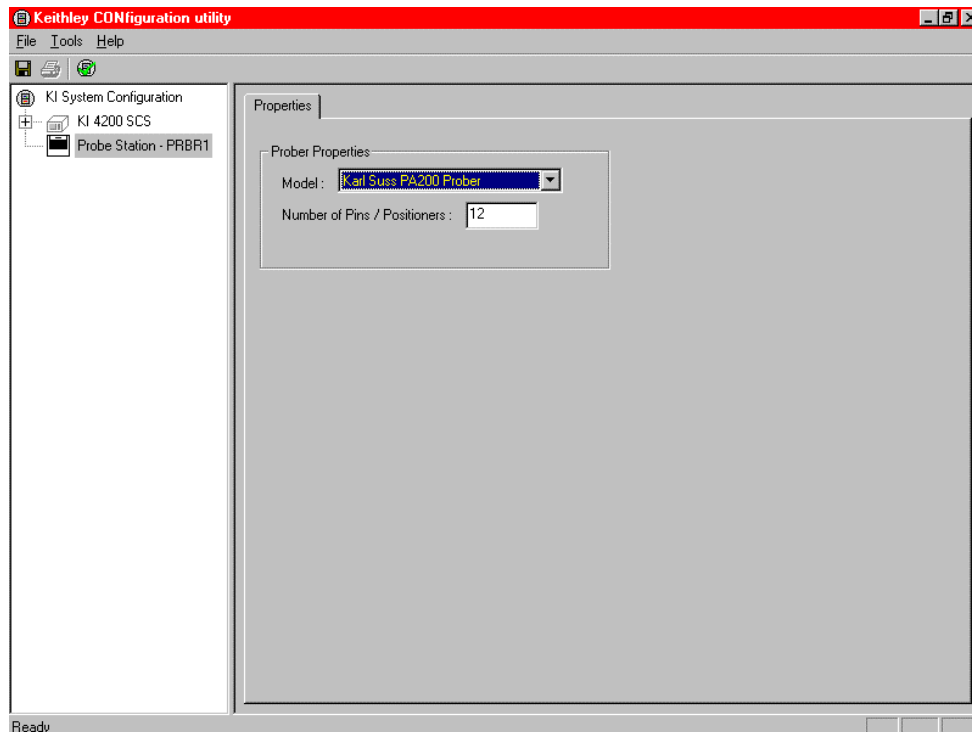 Keithley CONfiguration utility
File Tools Help
KI System Configuration
KI 4200 SCS
Probe Station - PRBR1
Properties
Prober Properties
Model :
Karl Suss PA200 Prober
Number of Pins / Positioners :
12
Ready